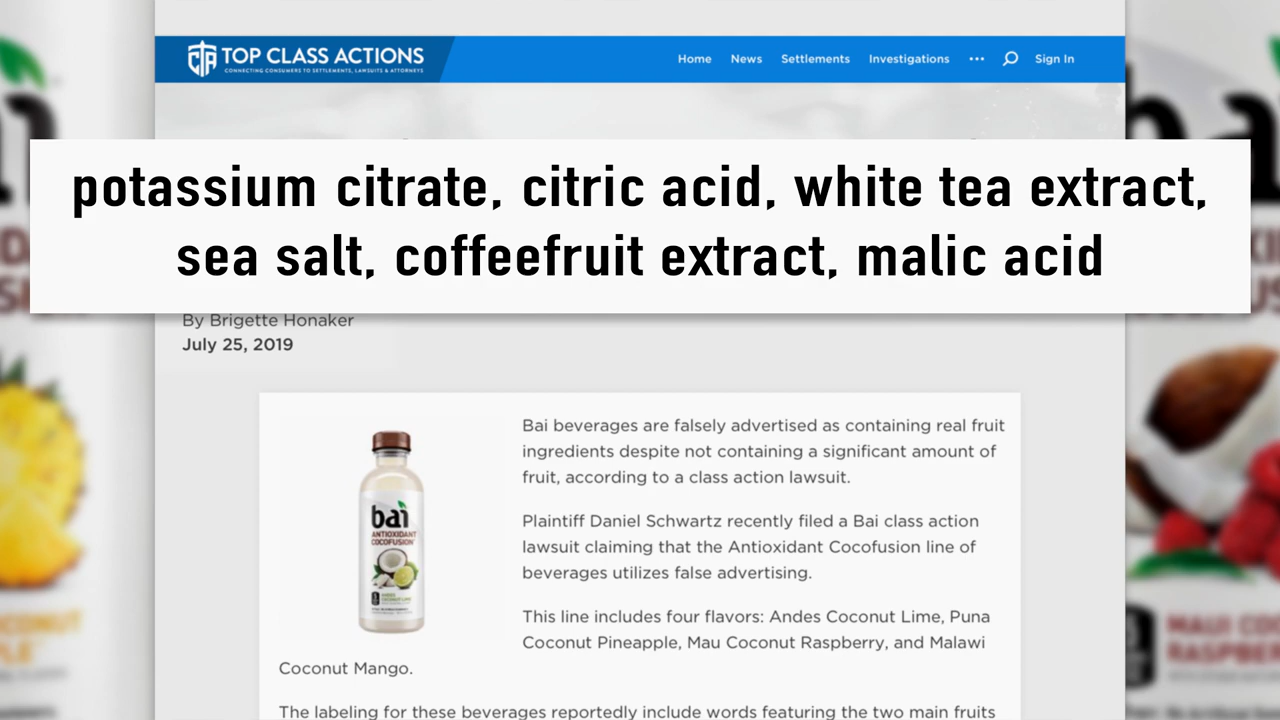 TOP CLASS ACTIONS
CONNECTING CONSUMERS TO SETTLEMENTS, LAWSUITS & ATTORNEYS
Home News Settlements Investigations ••• Sign In
potassium citrate, citric acid, white tea extract,
sea salt, coffeefruit extract, malic acid
By Brigette Honaker
July 25, 2019
bai
ANTIOXIDANT
COCOFUSION
ANDES
COCONUT LIME
Bai beverages are falsely advertised as containing real fruit
ingredients despite not containing a significant amount of
fruit, according to a class action lawsuit.
Plaintiff Daniel Schwartz recently filed a Bai class action
lawsuit claiming that the Antioxidant Cocofusion line of
beverages utilizes false advertising.
This line includes four flavors: Andes Coconut Lime, Puna
Coconut Pineapple, Mau Coconut Raspberry, and Malawi
Coconut Mango.
The labeling for these beverages reportedly include words featuring the two main fruits